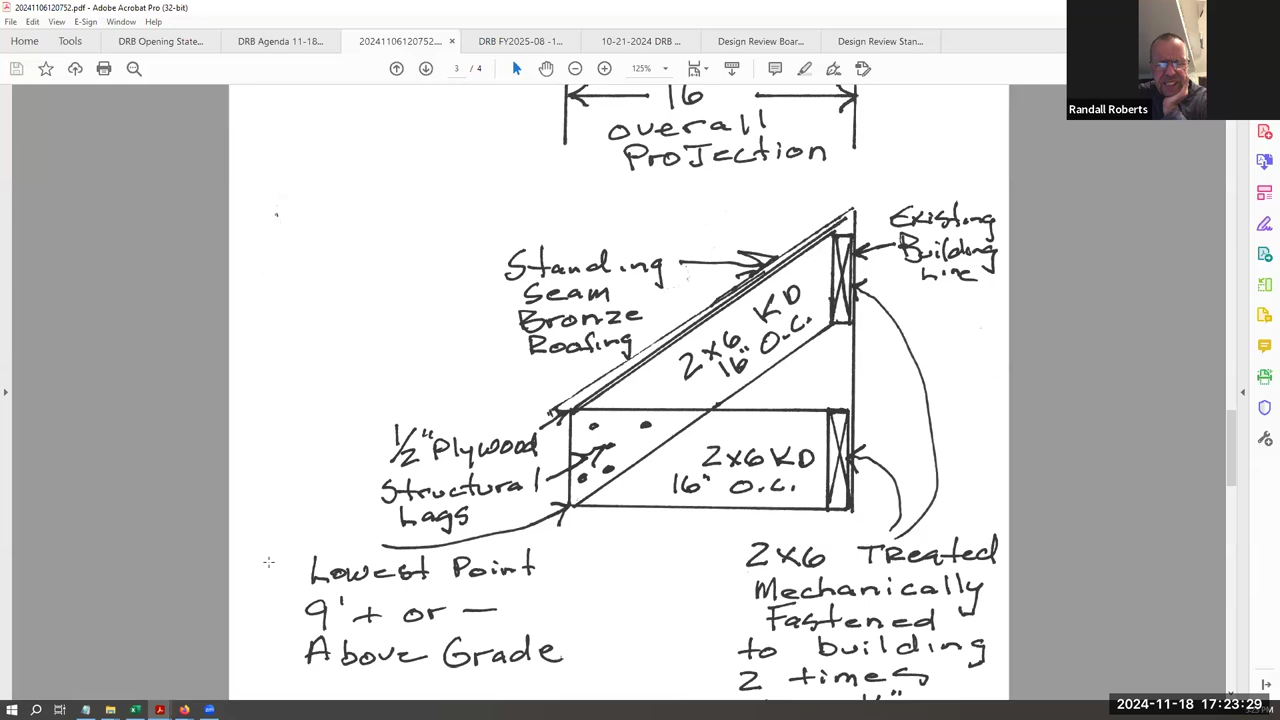 20241106120752.pdf - Adobe Acrobat Pro (32-bit)
File Edit View E-Sign Window Help
Home Tools DRB Opening State... DRB Agenda 11-18... 20241106120752.... × DRB FY2025-08 -1... 10-21-2024 DRB ... Design Review Boar... Design Review Stan...
3 / 4 125%
Randall Roberts
16
overall
ProJection
Existing
Building
Line
Standing
Seam
Bronze
Roofing
2x6 KD
16" O.C.
1/2" Plywood
Structural
Lags
2x6 KD
16" O.C.
Lowest Point
9' + or —
Above Grade
2x6 Treated
Mechanically
Fastened
to building
2 times
2024-11-18 17:23:29